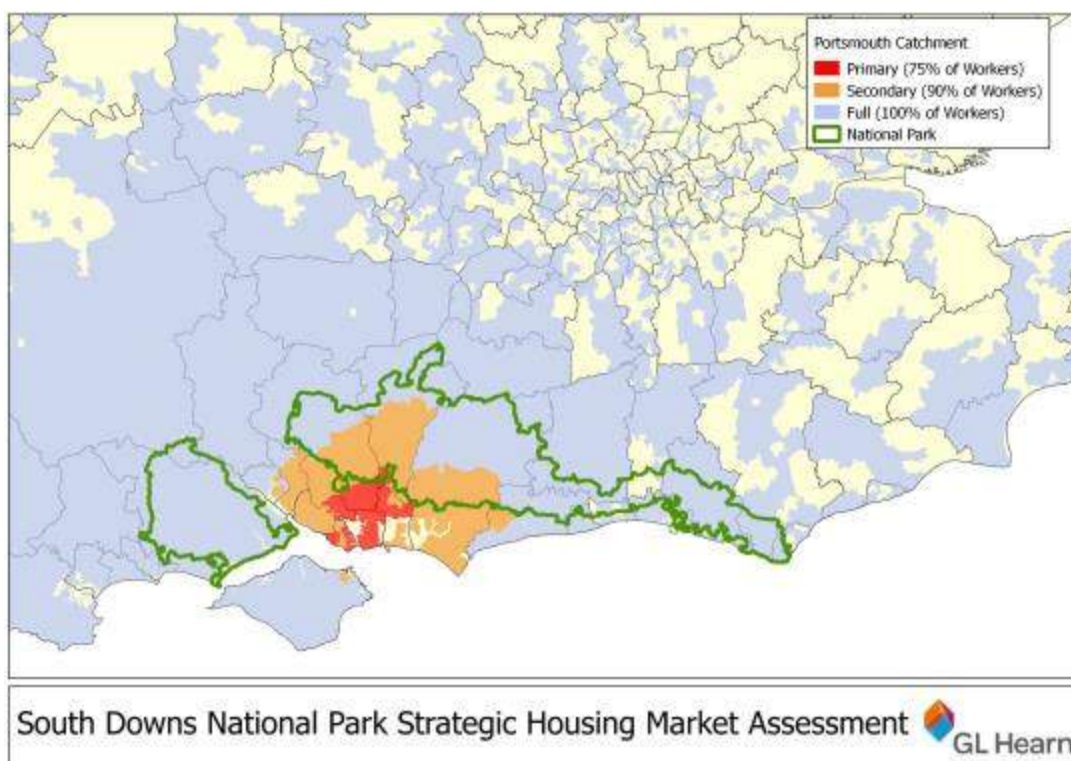 Portsmouth Catchment
Primary (75% of Workers)
Secondary (90% of Workers)
Full (100% of Workers)
National Park
South Downs National Park Strategic Housing Market Assessment
GL Hearn